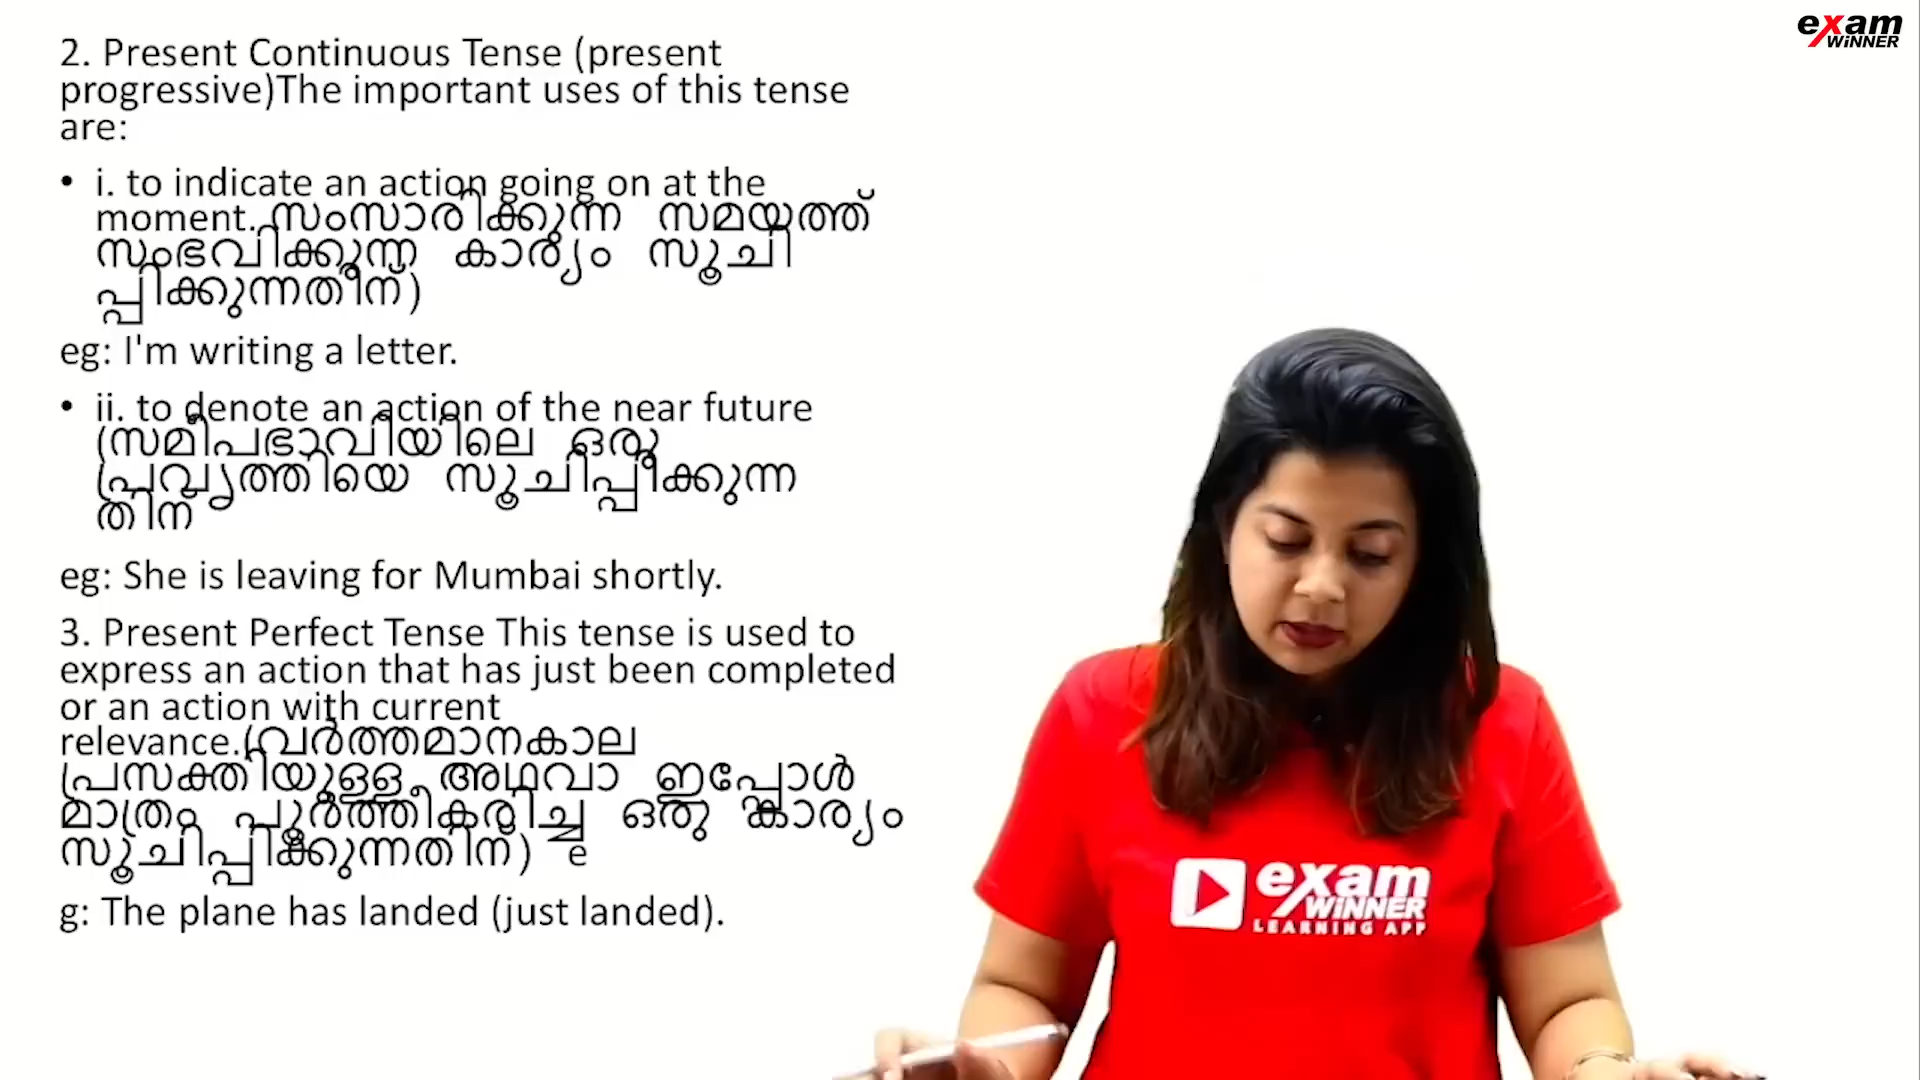 exam
WiNNER
2. Present Continuous Tense (present
progressive)The important uses of this tense
are:
• i. to indicate an action going on at the
moment. സംസാരിക്കുന്ന സമയത്ത്
സംഭവിക്കുന്ന കാര്യം സൂചി
പ്പിക്കുന്നതിന്)
eg: I'm writing a letter.
• ii. to denote an action of the near future
(സമീപഭാവിയിലെ ഒരു
പ്രവൃത്തിയെ സൂചിപ്പിക്കുന്ന
തിന്
eg: She is leaving for Mumbai shortly.
3. Present Perfect Tense This tense is used to
express an action that has just been completed
or an action with current
relevance.(വർത്തമാനകാല
പ്രസക്തിയുള്ള, അഥവാ ഇപ്പോൾ
മാത്രം പൂർത്തികരിച്ച ഒരു കാര്യം
സൂചിപ്പിക്കുന്നതിന്) e
g: The plane has landed (just landed).
exam
WiNNER
LEARNING APP